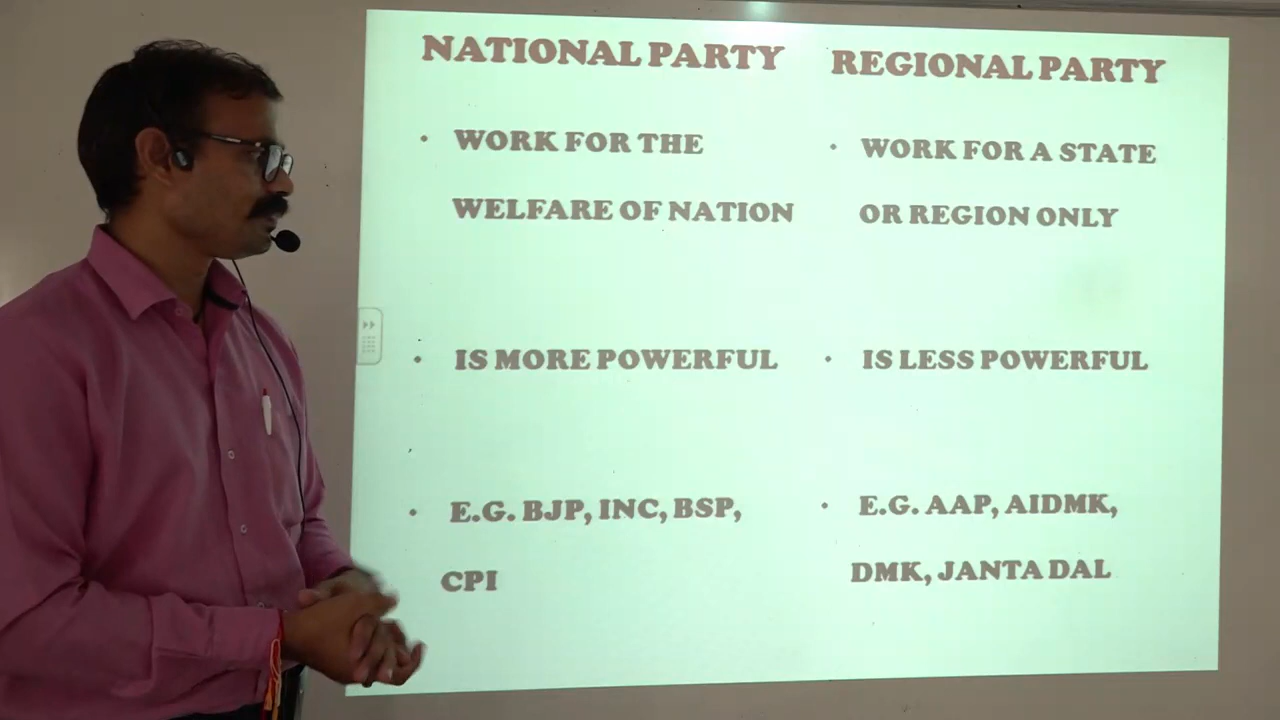 NATIONAL PARTY
• WORK FOR THE
WELFARE OF NATION
• IS MORE POWERFUL
• E.G. BJP, INC, BSP,
CPI
REGIONAL PARTY
• WORK FOR A STATE
OR REGION ONLY
• IS LESS POWERFUL
• E.G. AAP, AIDMK,
DMK, JANTA DAL